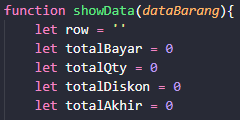 function showData(dataBarang){
let row = ''
let totalBayar = 0
let totalQty = 0
let totalDiskon = 0
let totalAkhir = 0